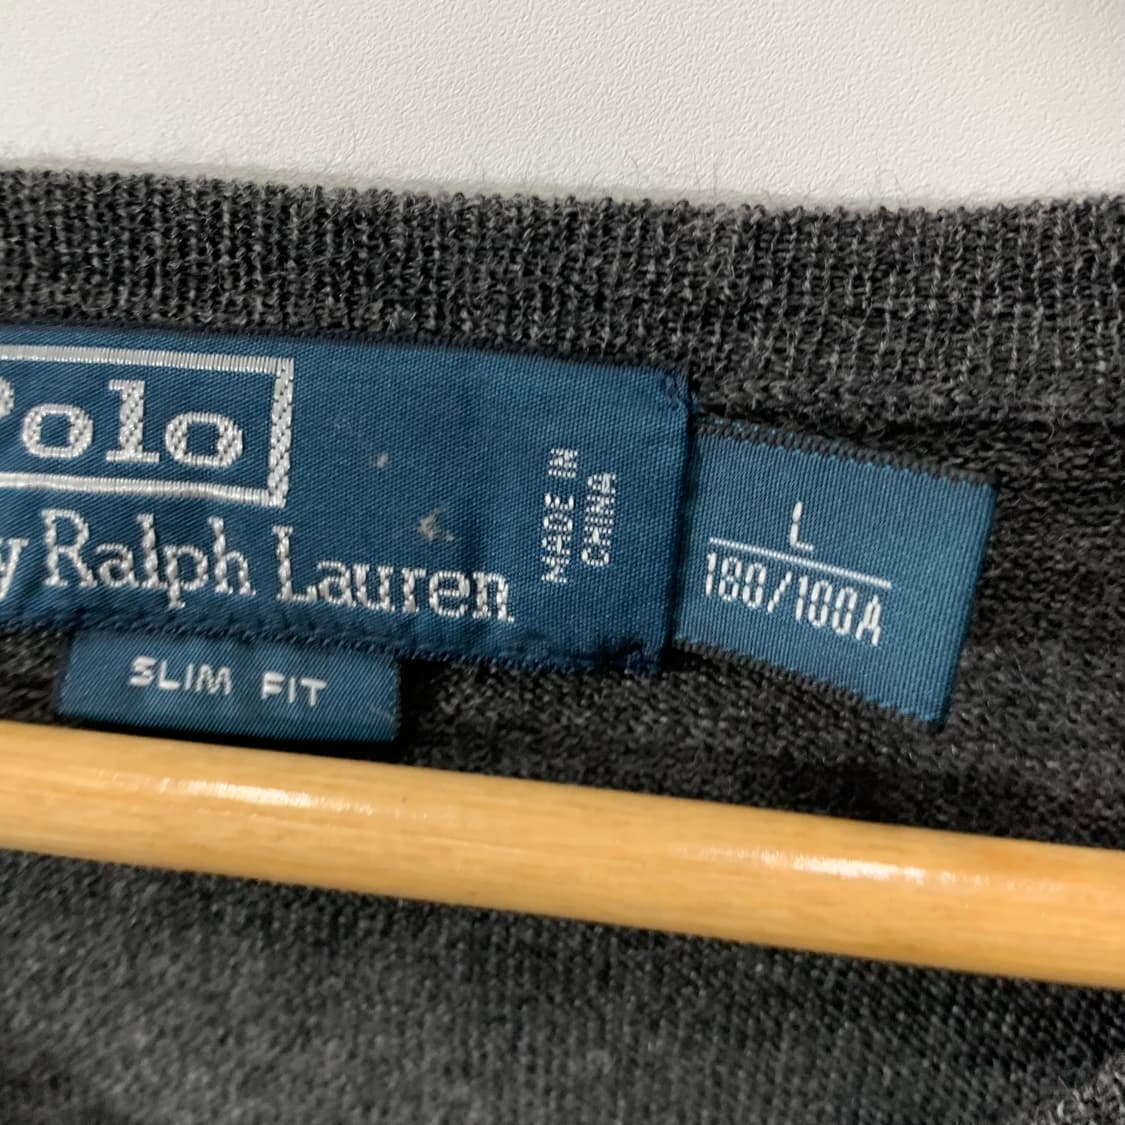 Polo
y Ralph Lauren
MADE IN
CHINA
SLIM FIT
L
180/100A